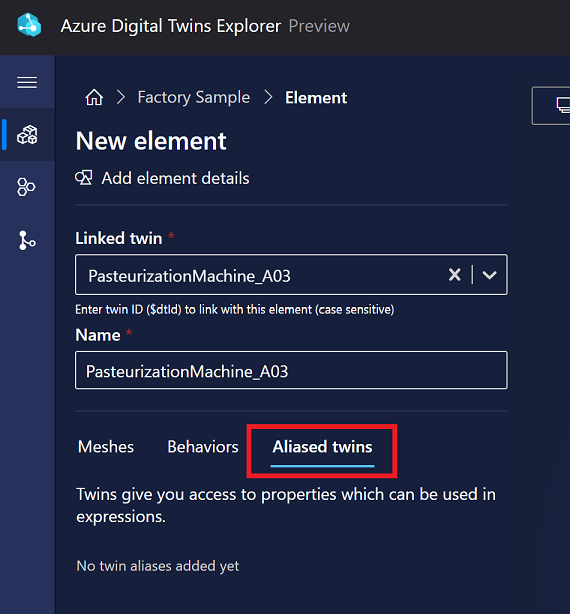 Azure Digital Twins Explorer Preview
Factory Sample Element
New element
Add element details
Linked twin *
PasteurizationMachine_A03
Enter twin ID ($dtId) to link with this element (case sensitive)
Name *
PasteurizationMachine_A03
Meshes Behaviors Aliased twins
Twins give you access to properties which can be used in
expressions.
No twin aliases added yet